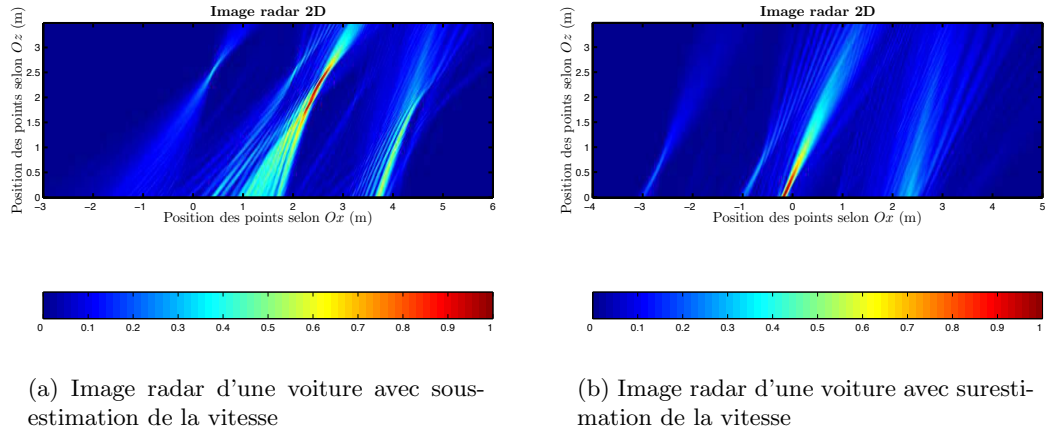 Image radar 2D
Position des points selon Oz (m)
3
2.5
2
1.5
1
0.5
0
−3 −2 −1 0 1 2 3 4 5 6
Position des points selon Ox (m)
0 0.1 0.2 0.3 0.4 0.5 0.6 0.7 0.8 0.9 1
(a) Image radar d'une voiture avec sous-
estimation de la vitesse
Image radar 2D
Position des points selon Oz (m)
3
2.5
2
1.5
1
0.5
0
−4 −3 −2 −1 0 1 2 3 4 5
Position des points selon Ox (m)
0 0.1 0.2 0.3 0.4 0.5 0.6 0.7 0.8 0.9 1
(b) Image radar d'une voiture avec suresti-
mation de la vitesse